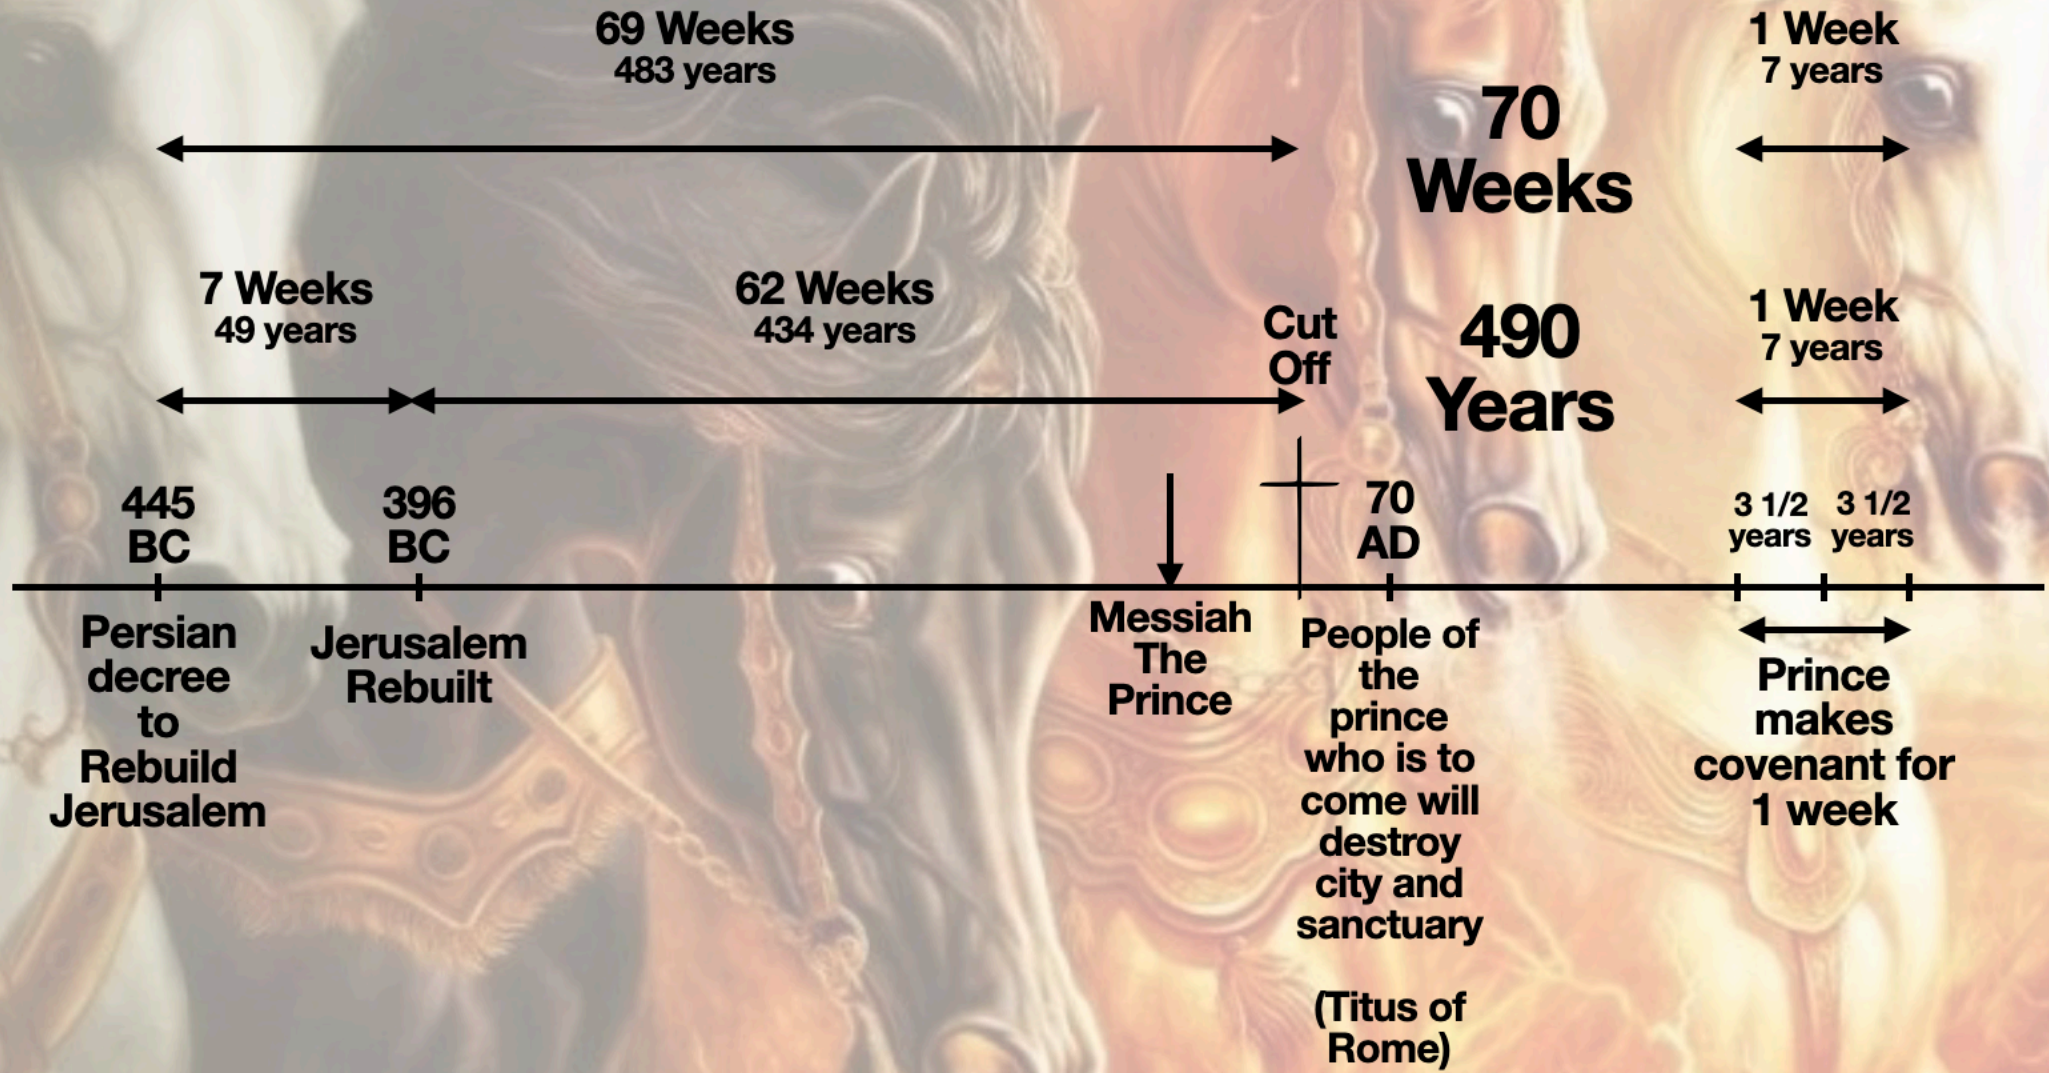 69 Weeks
483 years
1 Week
7 years
70
Weeks
7 Weeks
49 years
62 Weeks
434 years
Cut
Off
490
Years
1 Week
7 years
445
BC
396
BC
70
AD
3 1/2
years
3 1/2
years
Persian
decree
to
Rebuild
Jerusalem
Jerusalem
Rebuilt
Messiah
The
Prince
People of
the
prince
who is to
come will
destroy
city and
sanctuary
(Titus of
Rome)
Prince
makes
covenant for
1 week